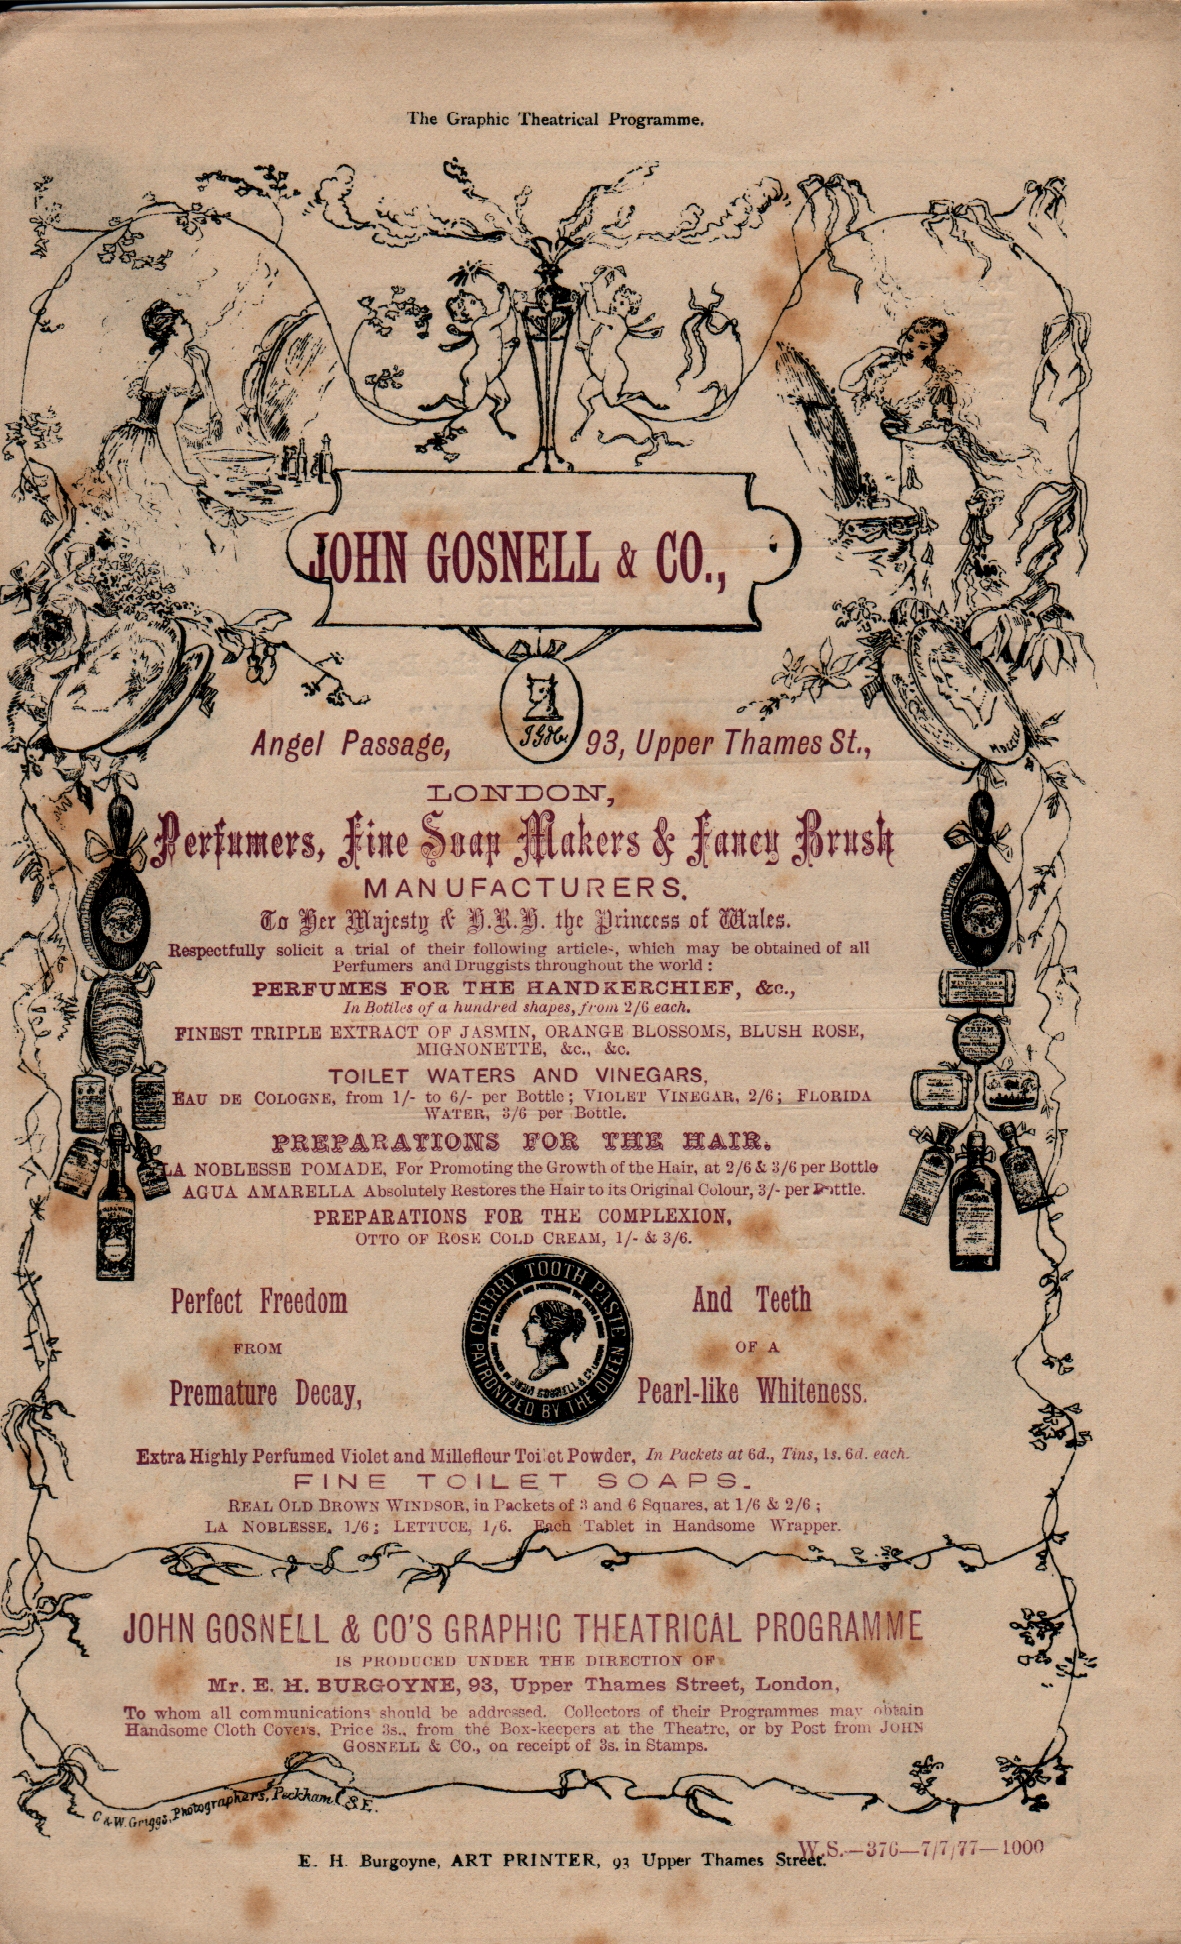 The Graphic Theatrical Programme.
JOHN GOSNELL & CO.,
Angel Passage, 93, Upper Thames St.,
LONDON,
Perfumers, Fine Soap Makers & Fancy Brush
MANUFACTURERS.
To Her Majesty & H.R.H. the Princess of Wales.
Respectfully solicit a trial of their following articles, which may be obtained of all
Perfumers and Druggists throughout the world:
PERFUMES FOR THE HANDKERCHIEF, &c.,
In Bottles of a hundred shapes, from 2/6 each.
FINEST TRIPLE EXTRACT OF JASMIN, ORANGE BLOSSOMS, BLUSH ROSE,
MIGNONETTE, &c., &c.
TOILET WATERS AND VINEGARS,
EAU DE COLOGNE, from 1/- to 6/- per Bottle; VIOLET VINEGAR, 2/6; FLORIDA
WATER, 3/6 per Bottle.
PREPARATIONS FOR THE HAIR.
LA NOBLESSE POMADE, For Promoting the Growth of the Hair, at 2/6 & 3/6 per Bottle
AGUA AMARELLA Absolutely Restores the Hair to its Original Colour, 3/- per Bottle.
PREPARATIONS FOR THE COMPLEXION,
OTTO OF ROSE COLD CREAM, 1/- & 3/6.
CHERRY TOOTH PASTE
PATRONIZED BY THE QUEEN
JOHN GOSNELL & CO LONDON
Perfect Freedom
FROM
Premature Decay,
And Teeth
OF A
Pearl-like Whiteness.
Extra Highly Perfumed Violet and Millefleur Toilet Powder, In Packets at 6d., Tins, 1s. 6d. each.
FINE TOILET SOAPS.
REAL OLD BROWN WINDSOR, in Packets of 3 and 6 Squares, at 1/6 & 2/6;
LA NOBLESSE, 1/6; LETTUCE, 1/6. Each Tablet in Handsome Wrapper.
JOHN GOSNELL & CO'S GRAPHIC THEATRICAL PROGRAMME
IS PRODUCED UNDER THE DIRECTION OF
Mr. E. H. BURGOYNE, 93, Upper Thames Street, London,
To whom all communications should be addressed. Collectors of their Programmes may obtain
Handsome Cloth Covers, Price 3s., from the Box-keepers at the Theatre, or by Post from JOHN
GOSNELL & CO., on receipt of 3s. in Stamps.
C & W. Griggs, Photographers, Peckham S.E.
W.S.—376—7/7/77—1000
E. H. Burgoyne, ART PRINTER, 93 Upper Thames Street.